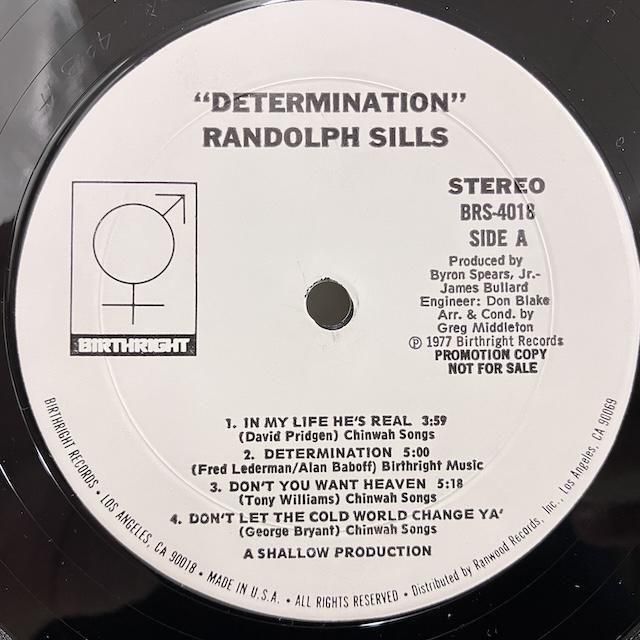 "DETERMINATION"
RANDOLPH SILLS
STEREO
BRS-4018
SIDE A
Produced by
Byron Spears, Jr.-
James Bullard
Engineer: Don Blake
Arr. & Cond. by
Greg Middleton
℗ 1977 Birthright Records
PROMOTION COPY
NOT FOR SALE
BIRTHRIGHT
1. IN MY LIFE HE'S REAL 3:59
(David Pridgen) Chinwah Songs
2. DETERMINATION 5:00
(Fred Lederman/Alan Baboff) Birthright Music
3. DON'T YOU WANT HEAVEN 5:18
(Tony Williams) Chinwah Songs
4. DON'T LET THE COLD WORLD CHANGE YA'
(George Bryant) Chinwah Songs
A SHALLOW PRODUCTION
BIRTHRIGHT RECORDS • LOS ANGELES, CA 90018 • MADE IN U.S.A. • ALL RIGHTS RESERVED • Distributed by Ranwood Records, Inc., Los Angeles, CA 90069